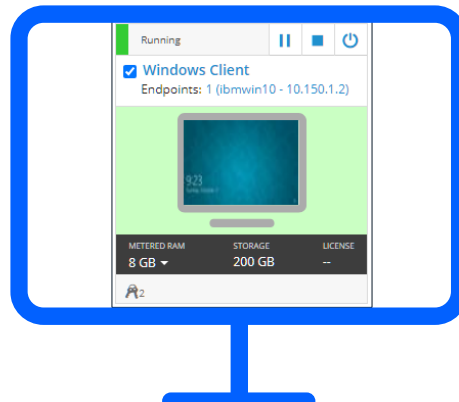 Running
Windows Client
Endpoints: 1 (ibmwin10 - 10.150.1.2)
9:23
METERED RAM STORAGE LICENSE
8 GB 200 GB --
2